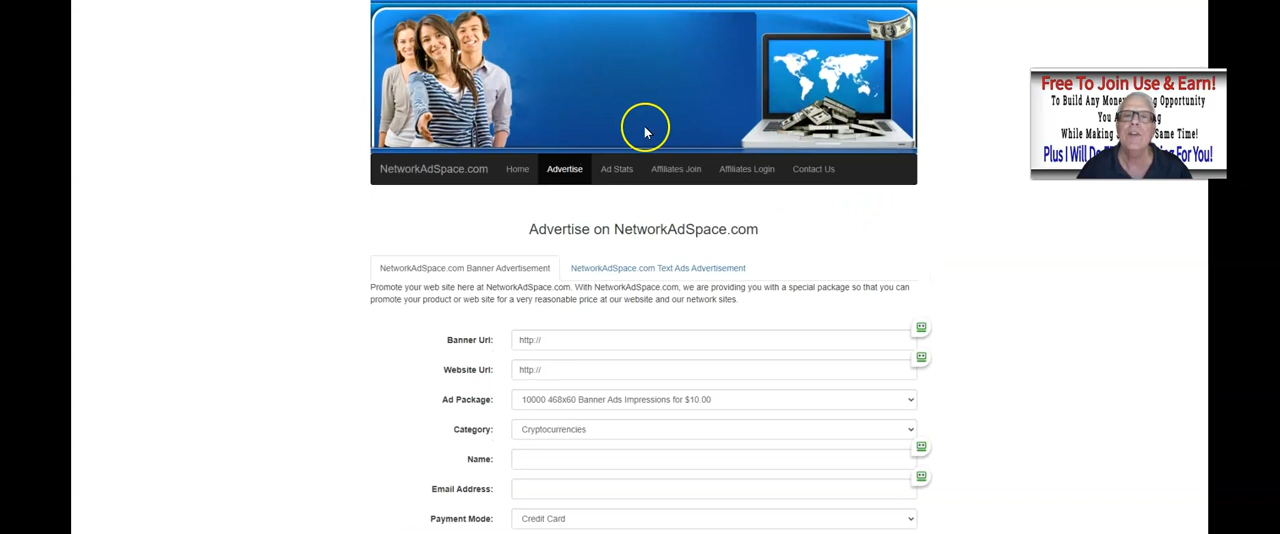 Free To Join Use & Earn!
To Build Any Money Opportunity
You A
While Making Same Time!
Plus I Will Do For You!
NetworkAdSpace.com Home Advertise Ad Stats Affiliates Join Affiliates Login Contact Us
Advertise on NetworkAdSpace.com
NetworkAdSpace.com Banner Advertisement NetworkAdSpace.com Text Ads Advertisement
Promote your web site here at NetworkAdSpace.com. With NetworkAdSpace.com, we are providing you with a special package so that you can
promote your product or web site for a very reasonable price at our website and our network sites.
Banner Url: http://
Website Url: http://
Ad Package: 10000 468x60 Banner Ads Impressions for $10.00
Category: Cryptocurrencies
Name:
Email Address:
Payment Mode: Credit Card